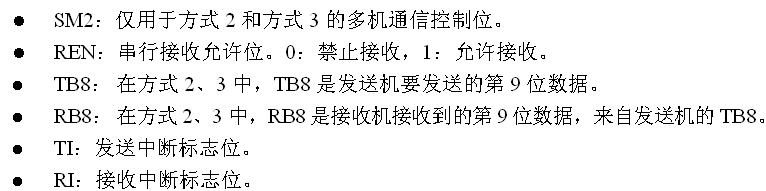 ● SM2：仅用于方式 2 和方式 3 的多机通信控制位。
● REN：串行接收允许位。0：禁止接收，1：允许接收。
● TB8：在方式 2、3 中，TB8 是发送机要发送的第 9 位数据。
● RB8：在方式 2、3 中，RB8 是接收机接收到的第 9 位数据，来自发送机的 TB8。
● TI：发送中断标志位。
● RI：接收中断标志位。